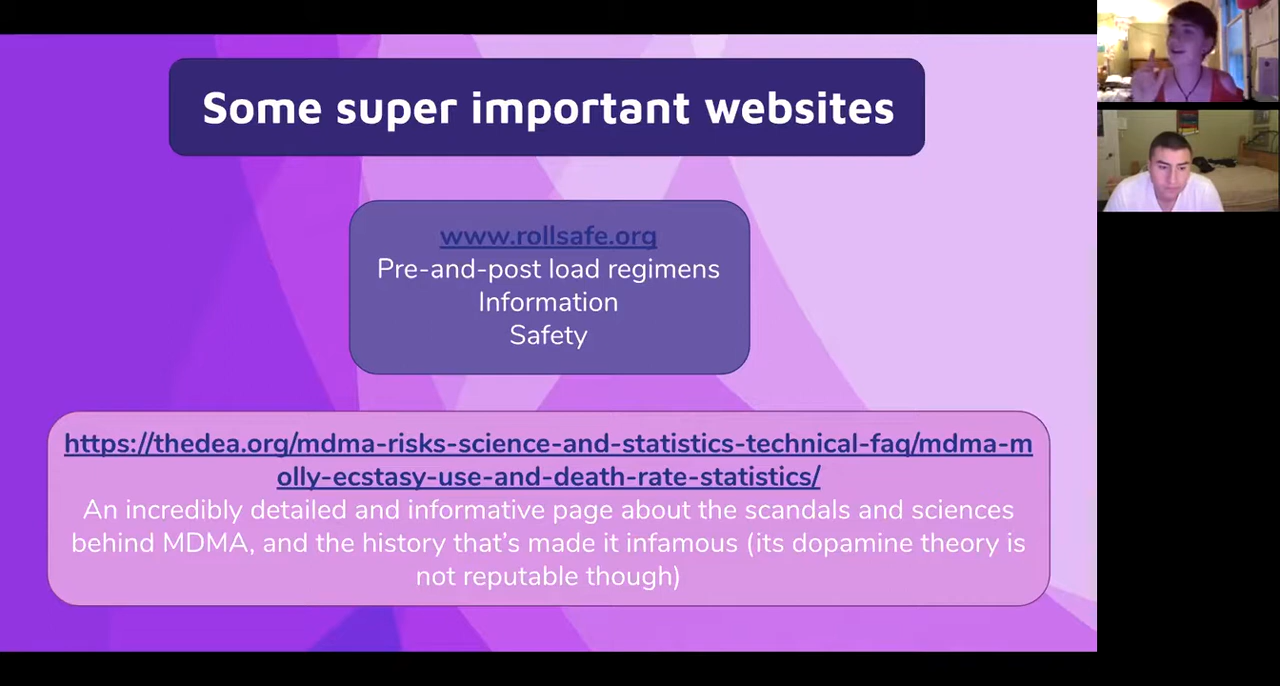 Some super important websites
www.rollsafe.org
Pre-and-post load regimens
Information
Safety
https://thedea.org/mdma-risks-science-and-statistics-technical-faq/mdma-m
olly-ecstasy-use-and-death-rate-statistics/
An incredibly detailed and informative page about the scandals and sciences
behind MDMA, and the history that's made it infamous (its dopamine theory is
not reputable though)